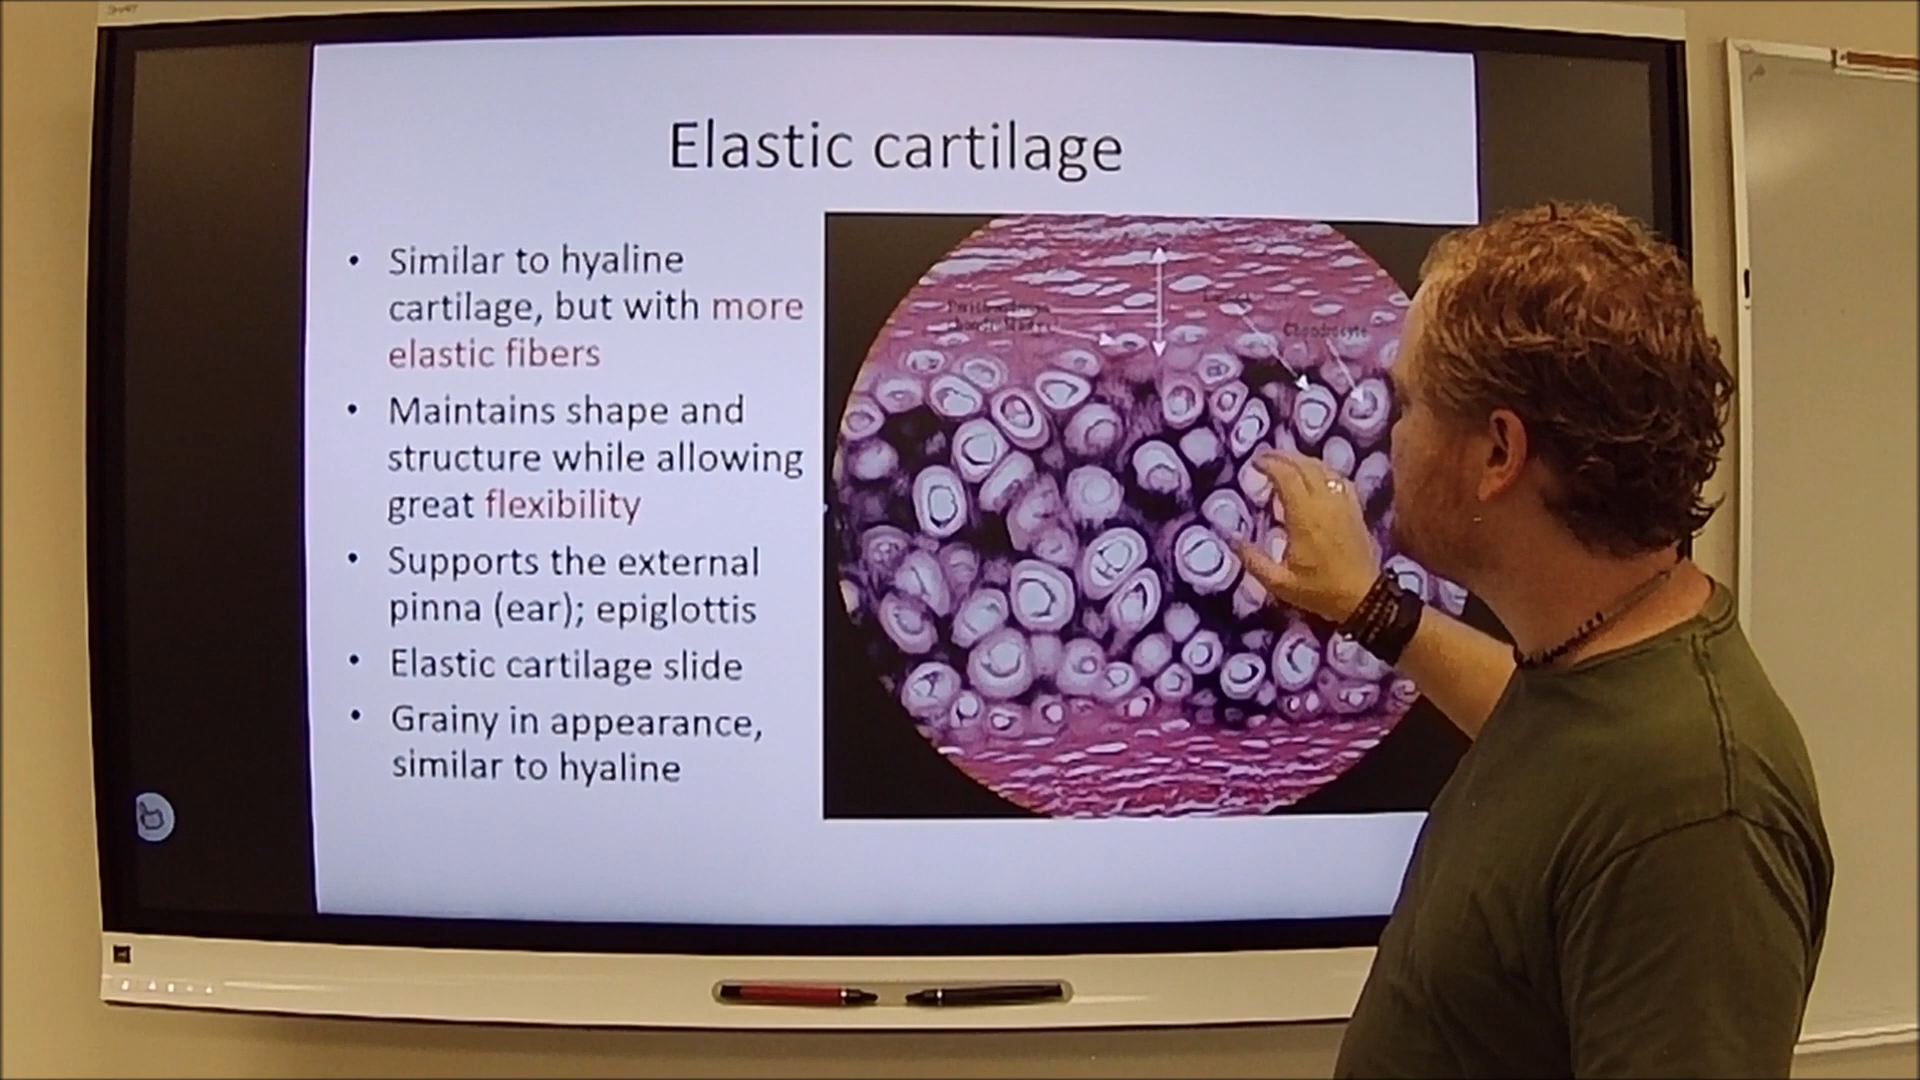 Elastic cartilage
• Similar to hyaline
cartilage, but with more
elastic fibers
• Maintains shape and
structure while allowing
great flexibility
• Supports the external
pinna (ear); epiglottis
• Elastic cartilage slide
• Grainy in appearance,
similar to hyaline
Chondrocyte